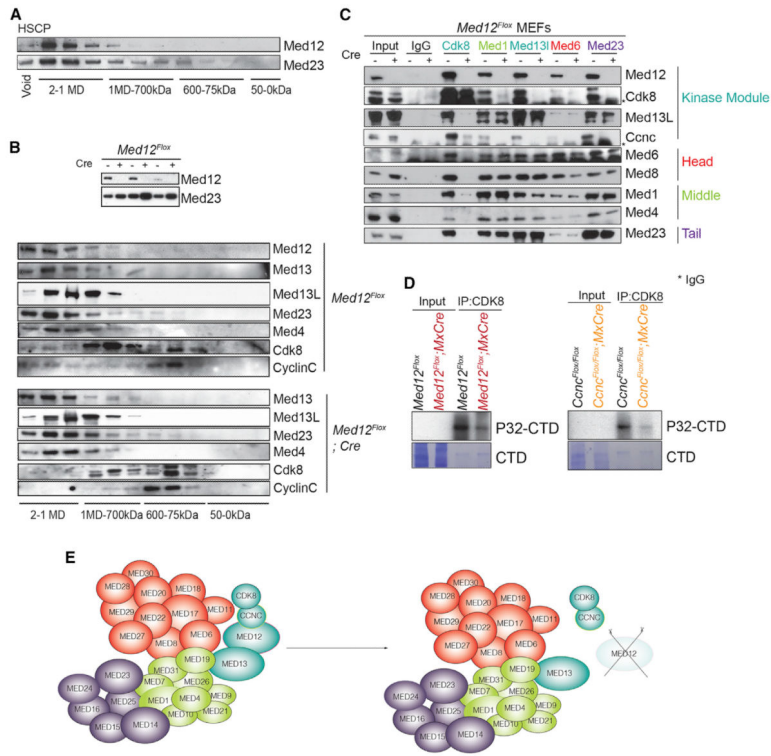 A
HSCP
Med12
Med23
Void
2-1 MD
1MD-700kDa
600-75kDa
50-0kDa
B
Med12Flox
Cre - + - + - +
Med12
Med23
Med12
Med13
Med13L
Med23
Med4
Cdk8
CyclinC
Med12Flox
Med13
Med13L
Med23
Med4
Cdk8
CyclinC
Med12Flox
; Cre
2-1 MD
1MD-700kDa
600-75kDa
50-0kDa
C
Med12Flox MEFs
Input IgG Cdk8 Med1 Med13l Med6 Med23
Cre - + - + - + - + - + - + - +
Med12
Cdk8
*
Med13L
Ccnc
*
Med6
Med8
Med1
Med4
Med23
Kinase Module
Head
Middle
Tail
* IgG
D
Input IP:CDK8
Med12Flox
Med12Flox;MxCre
Med12Flox
Med12Flox;MxCre
P32-CTD
CTD
Input IP:CDK8
CcncFlox/Flox
CcncFlox/Flox;MxCre
CcncFlox/Flox
CcncFlox/Flox;MxCre
P32-CTD
CTD
E
MED30
MED28
MED20
MED18
MED29
MED22
MED17
MED11
MED27
MED8
MED6
CDK8
CCNC
MED12
MED13
MED19
MED31
MED7
MED26
MED23
MED24
MED25
MED16
MED15
MED14
MED1
MED4
MED9
MED10
MED21
MED30
MED28
MED20
MED18
MED29
MED22
MED17
MED11
MED27
MED8
MED6
CDK8
CCNC
MED12
MED13
MED19
MED31
MED7
MED26
MED23
MED24
MED25
MED16
MED15
MED14
MED1
MED4
MED9
MED10
MED21